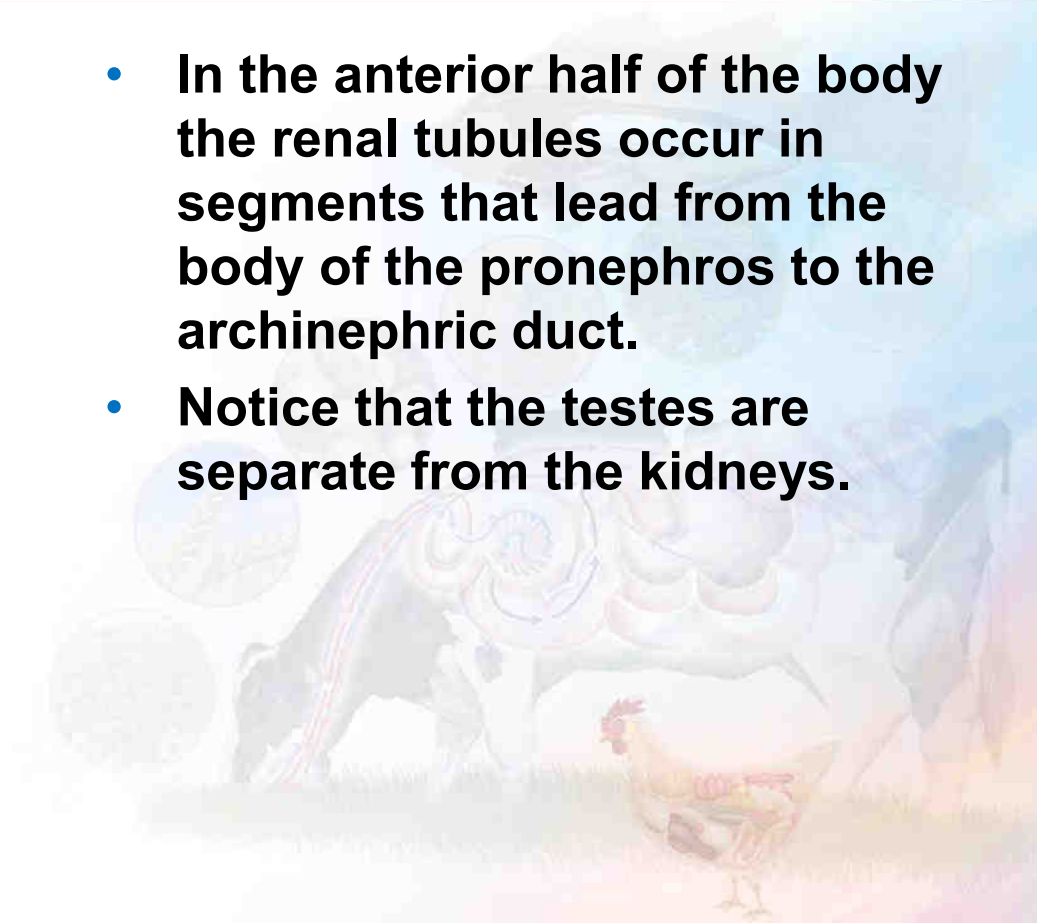 • In the anterior half of the body
the renal tubules occur in
segments that lead from the
body of the pronephros to the
archinephric duct.
• Notice that the testes are
separate from the kidneys.